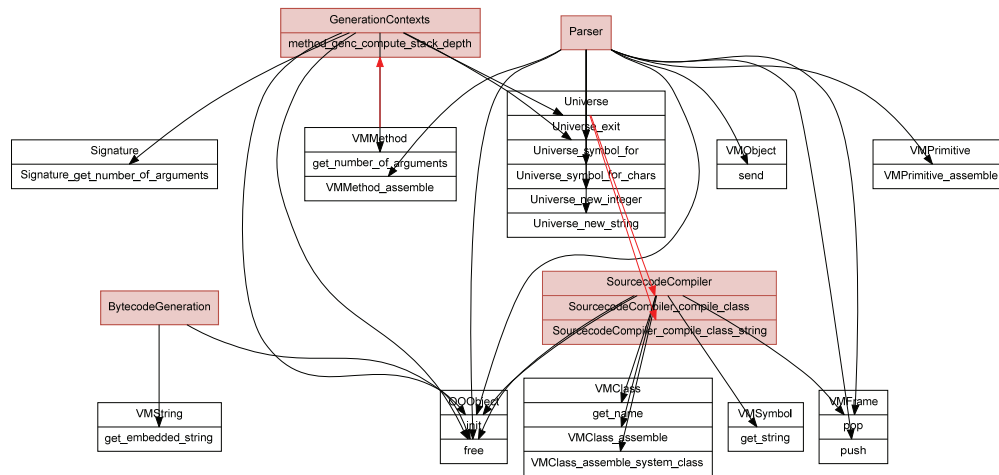 GenerationContexts
method_genc_compute_stack_depth
Parser
Universe
Universe_exit
Universe_symbol_for
Universe_symbol_for_chars
Universe_new_integer
Universe_new_string
Signature
Signature_get_number_of_arguments
VMMethod
get_number_of_arguments
VMMethod_assemble
VMObject
send
VMPrimitive
VMPrimitive_assemble
SourcecodeCompiler
SourcecodeCompiler_compile_class
SourcecodeCompiler_compile_class_string
BytecodeGeneration
VMString
get_embedded_string
OOObject
init
free
VMClass
get_name
VMClass_assemble
VMClass_assemble_system_class
VMSymbol
get_string
VMFrame
pop
push